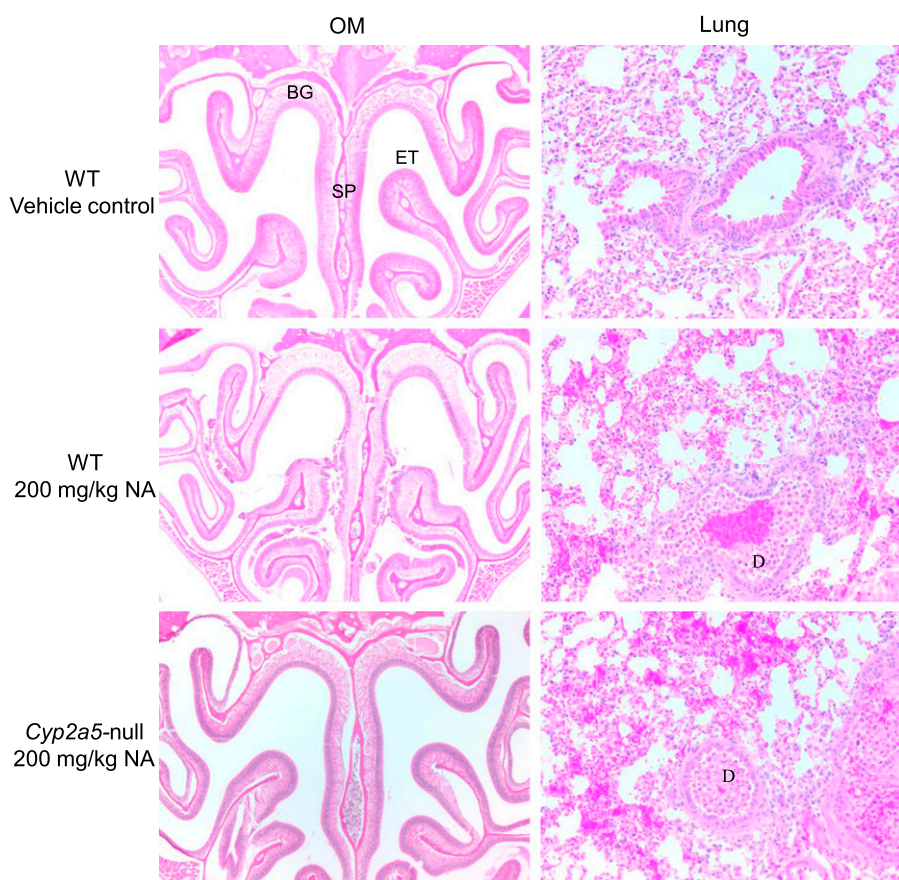 OM
Lung
BG
ET
SP
WT
Vehicle control
WT
200 mg/kg NA
D
Cyp2a5-null
200 mg/kg NA
D